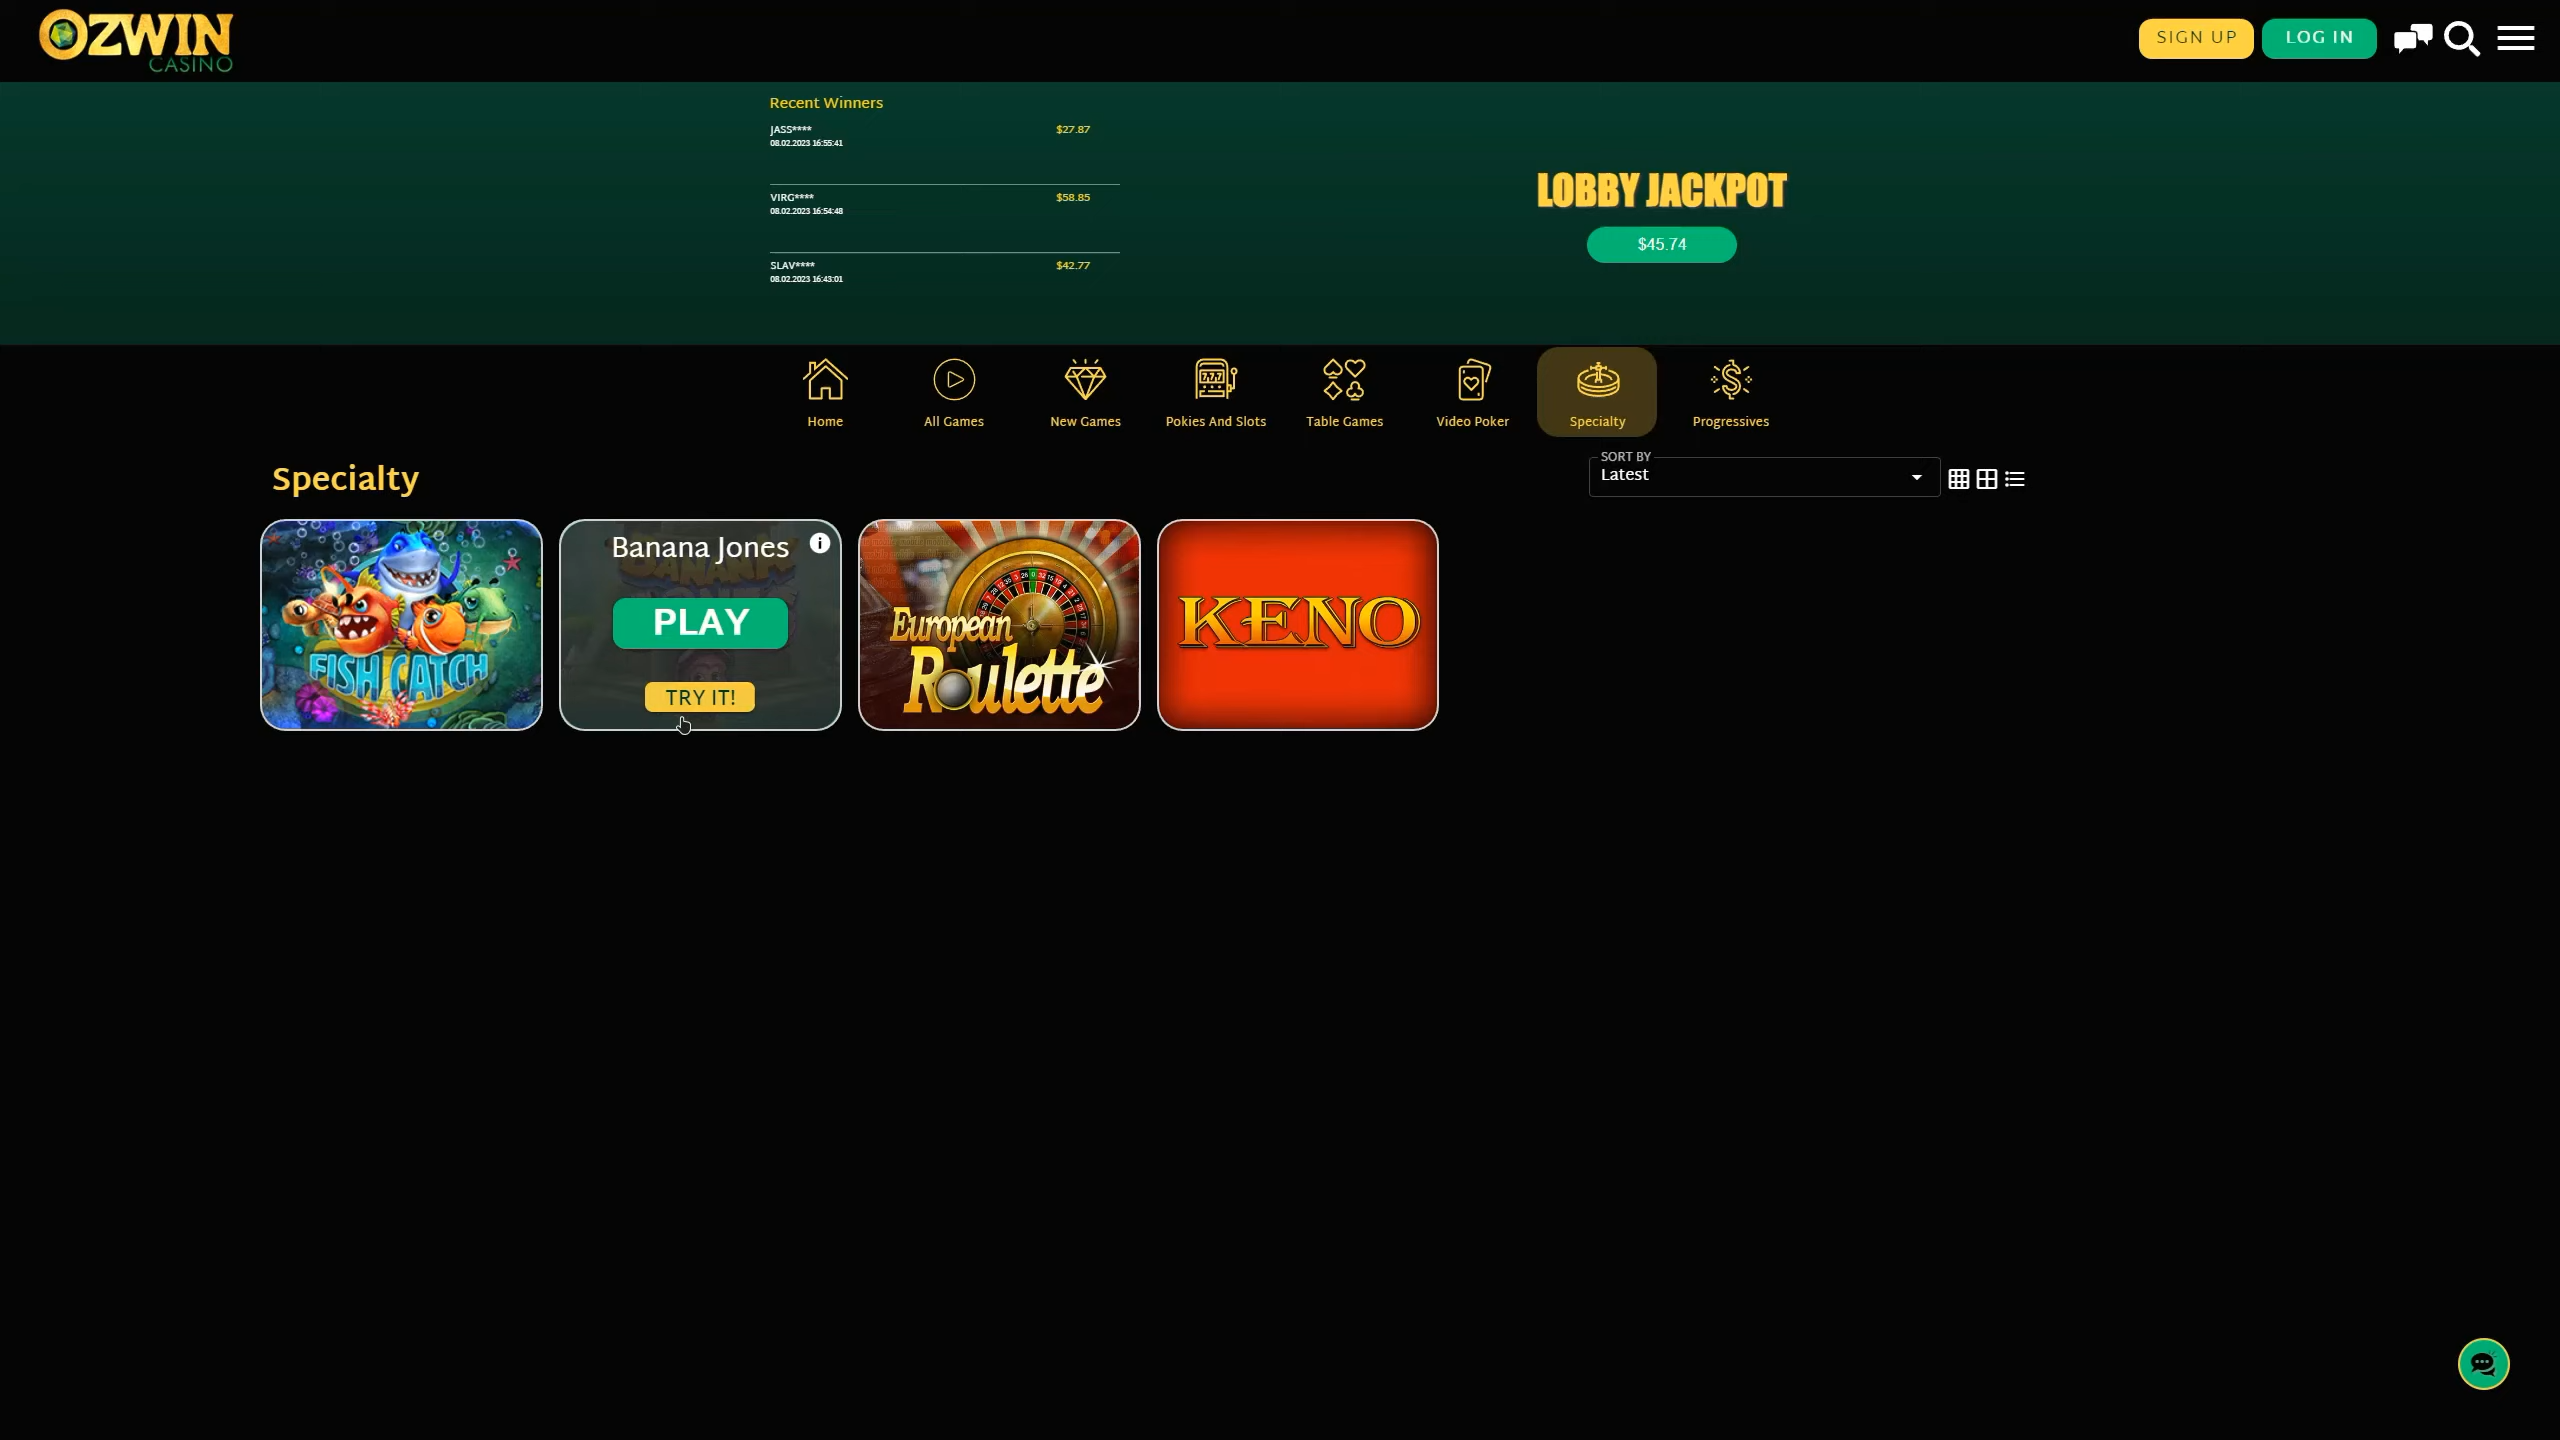 OZWIN
CASINO
SIGN UP
LOG IN
Recent Winners
JASS****
$27.87
08.02.2023 16:55:41
VIRG****
$58.85
08.02.2023 16:54:48
SLAV****
$42.77
08.02.2023 16:43:01
LOBBY JACKPOT
$45.74
Home
All Games
New Games
Pokies And Slots
Table Games
Video Poker
Specialty
Progressives
Specialty
SORT BY
Latest
FISH CATCH
Banana Jones
PLAY
TRY IT!
European
Roulette
KENO